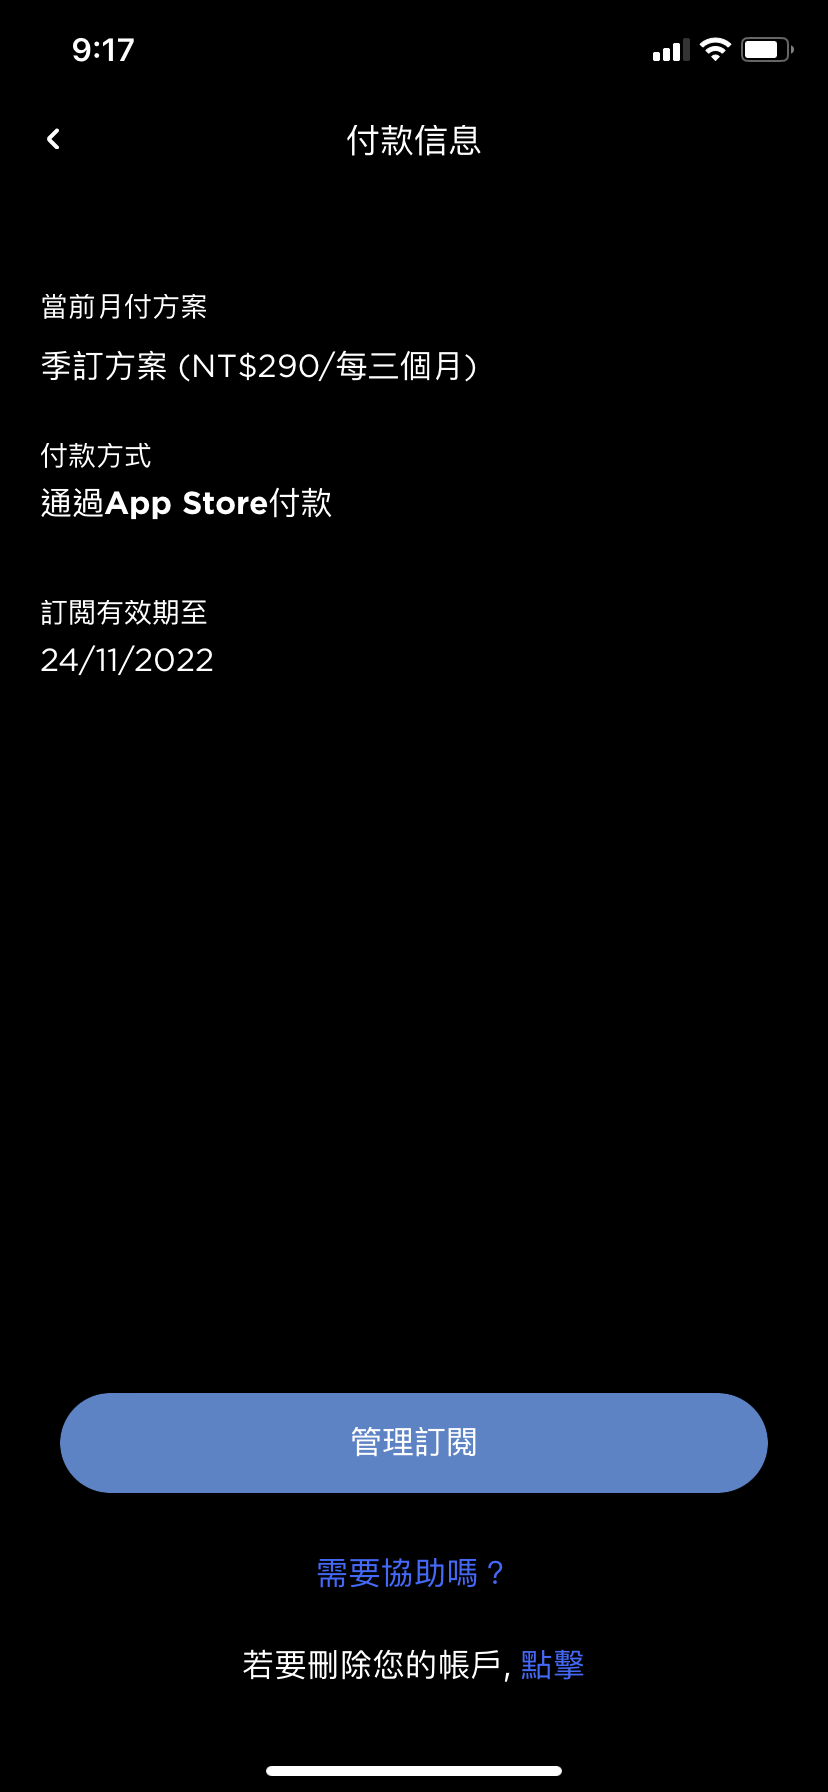 9:17
付款信息
當前月付方案
季訂方案 (NT$290/每三個月)
付款方式
通過App Store付款
訂閱有效期至
24/11/2022
管理訂閱
需要協助嗎？
若要刪除您的帳戶, 點擊